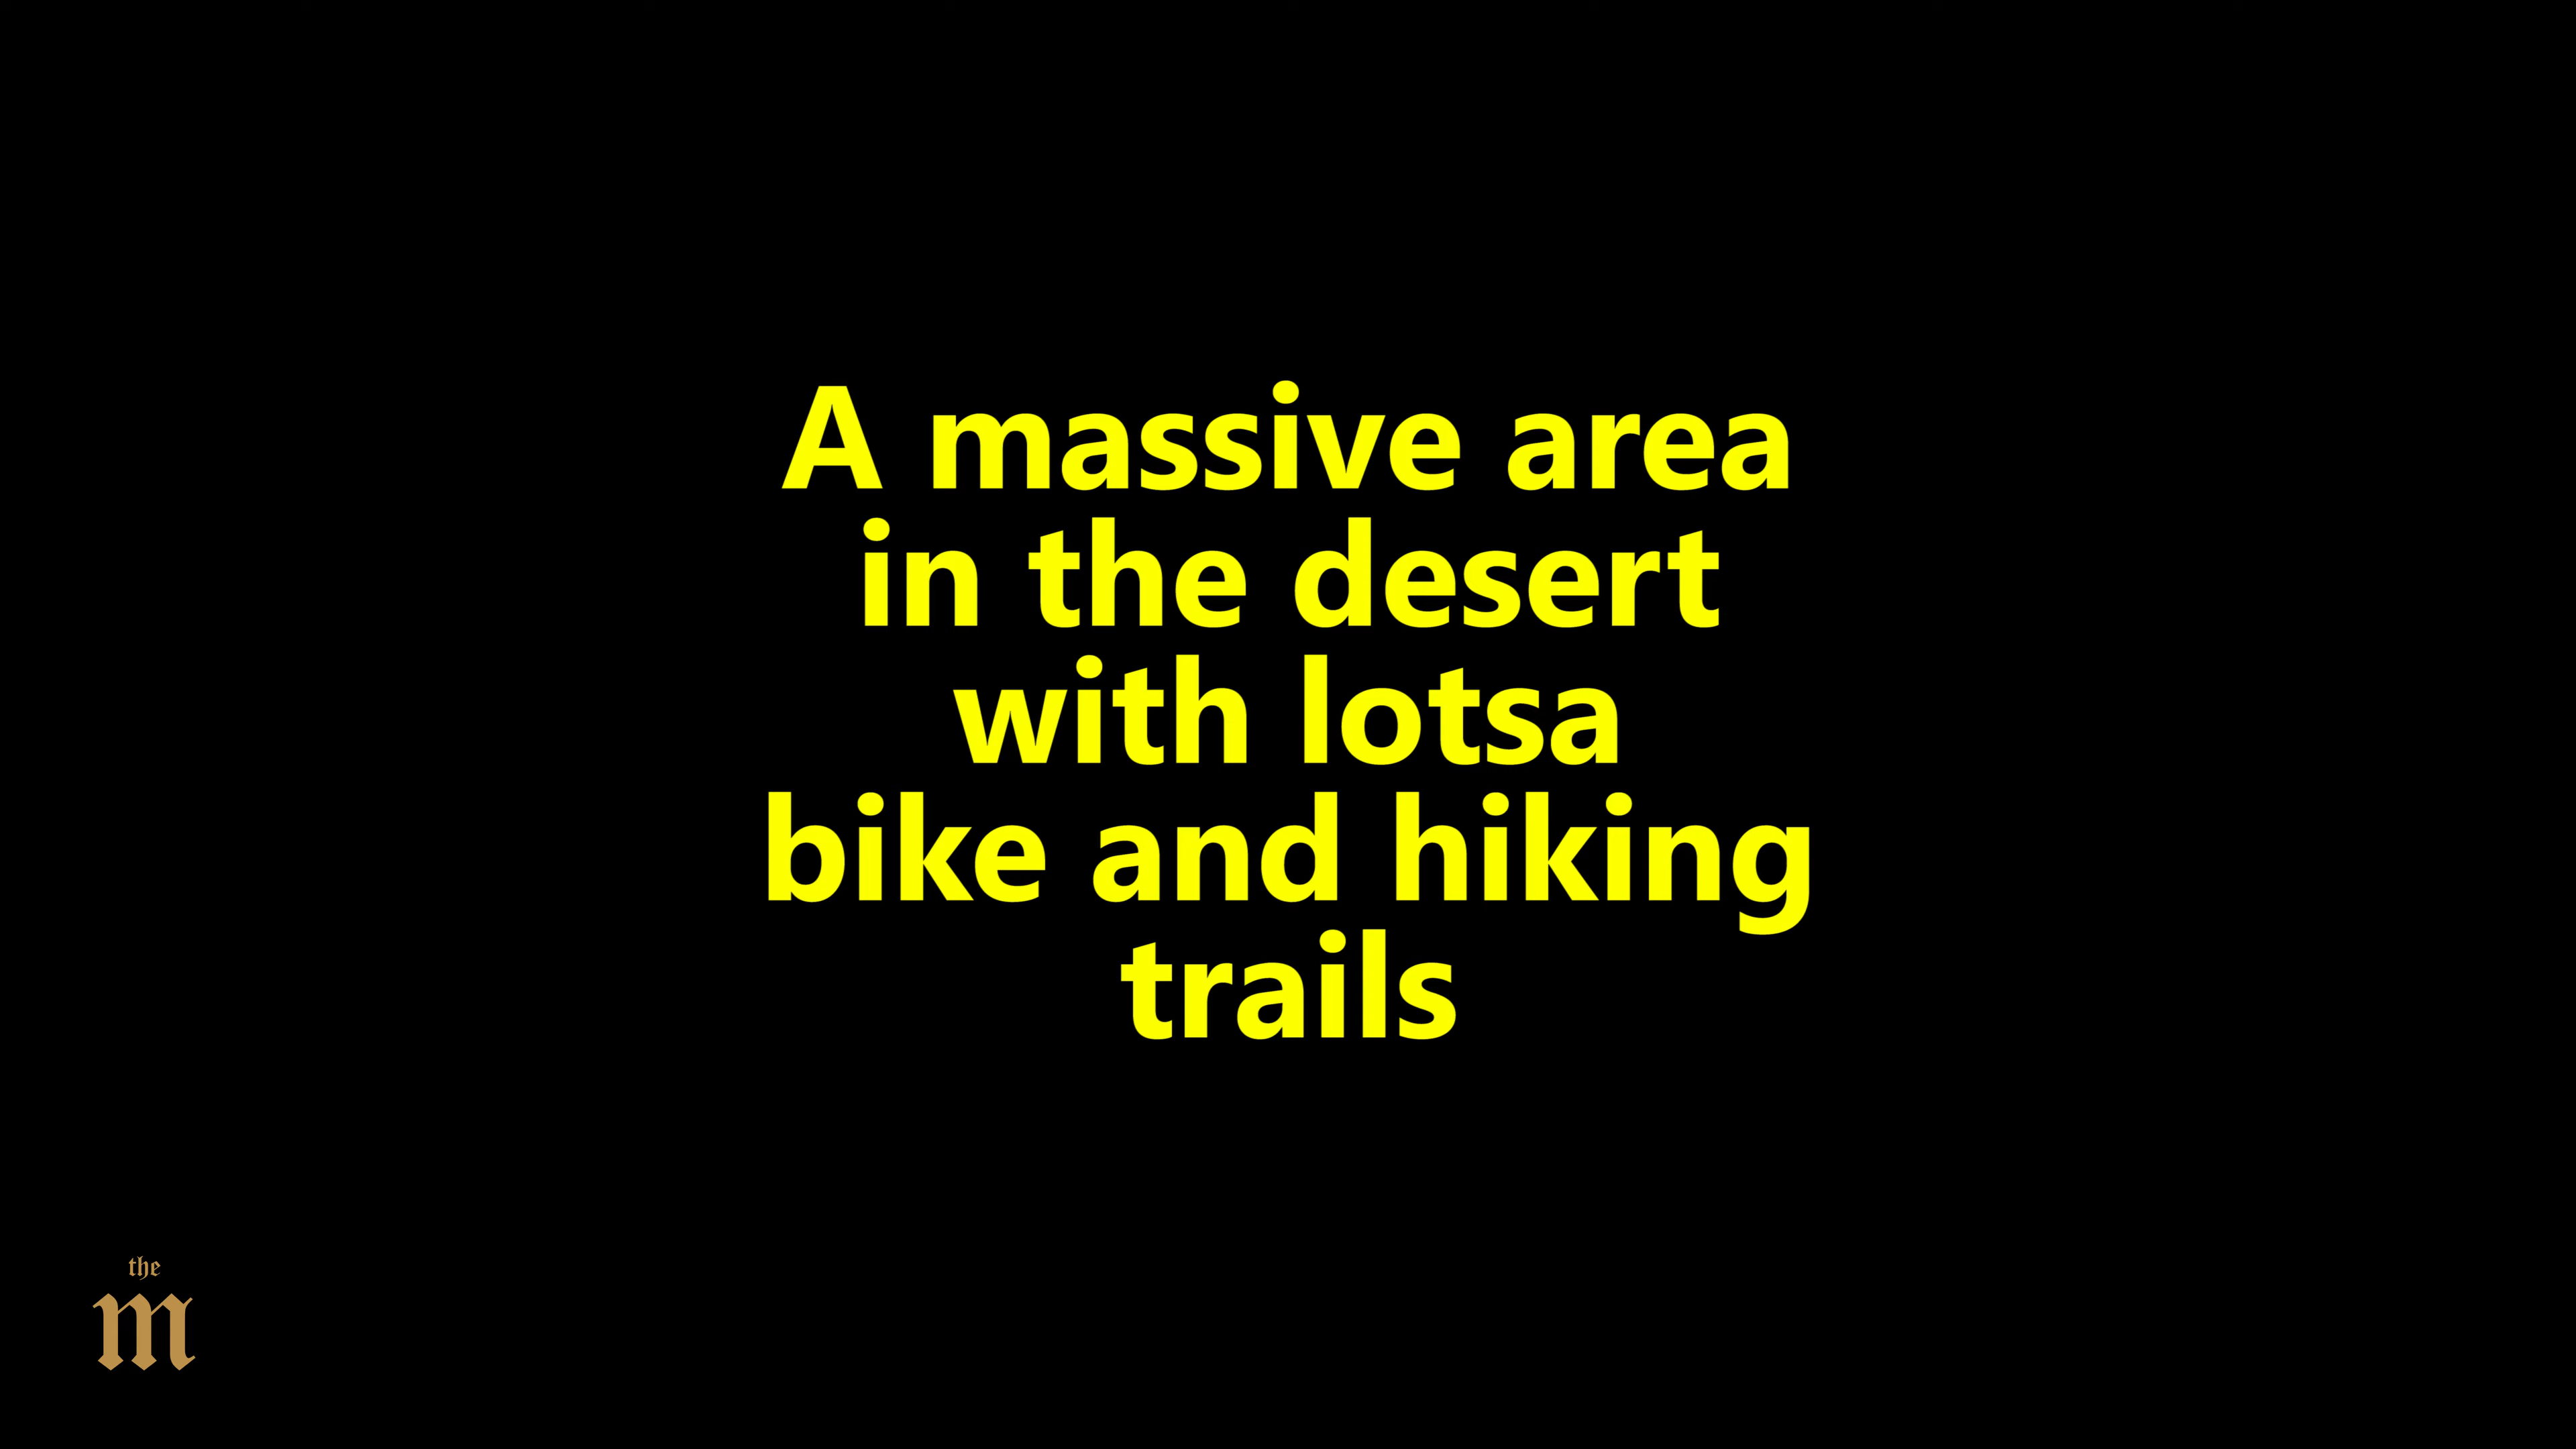 A massive area
in the desert
with lotsa
bike and hiking
trails
the
m